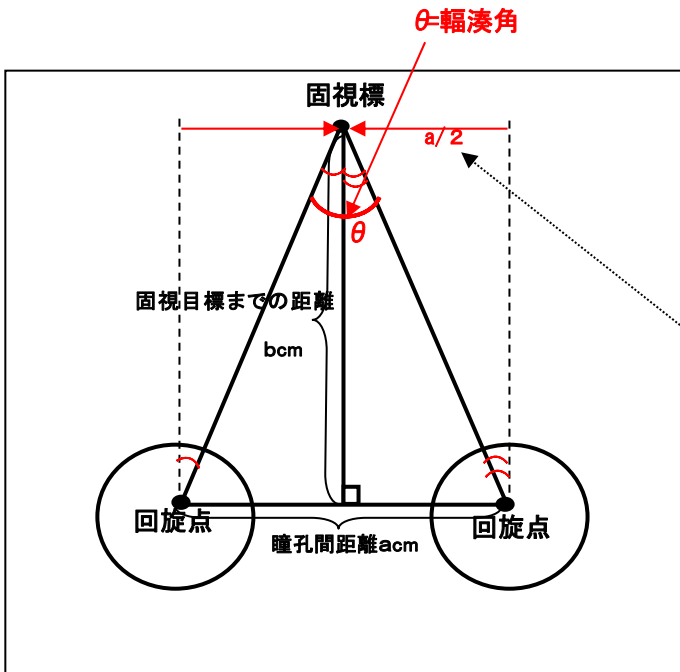 θ=輻湊角
固視標
a/2
θ
固視目標までの距離
bcm
回旋点
回旋点
瞳孔間距離acm